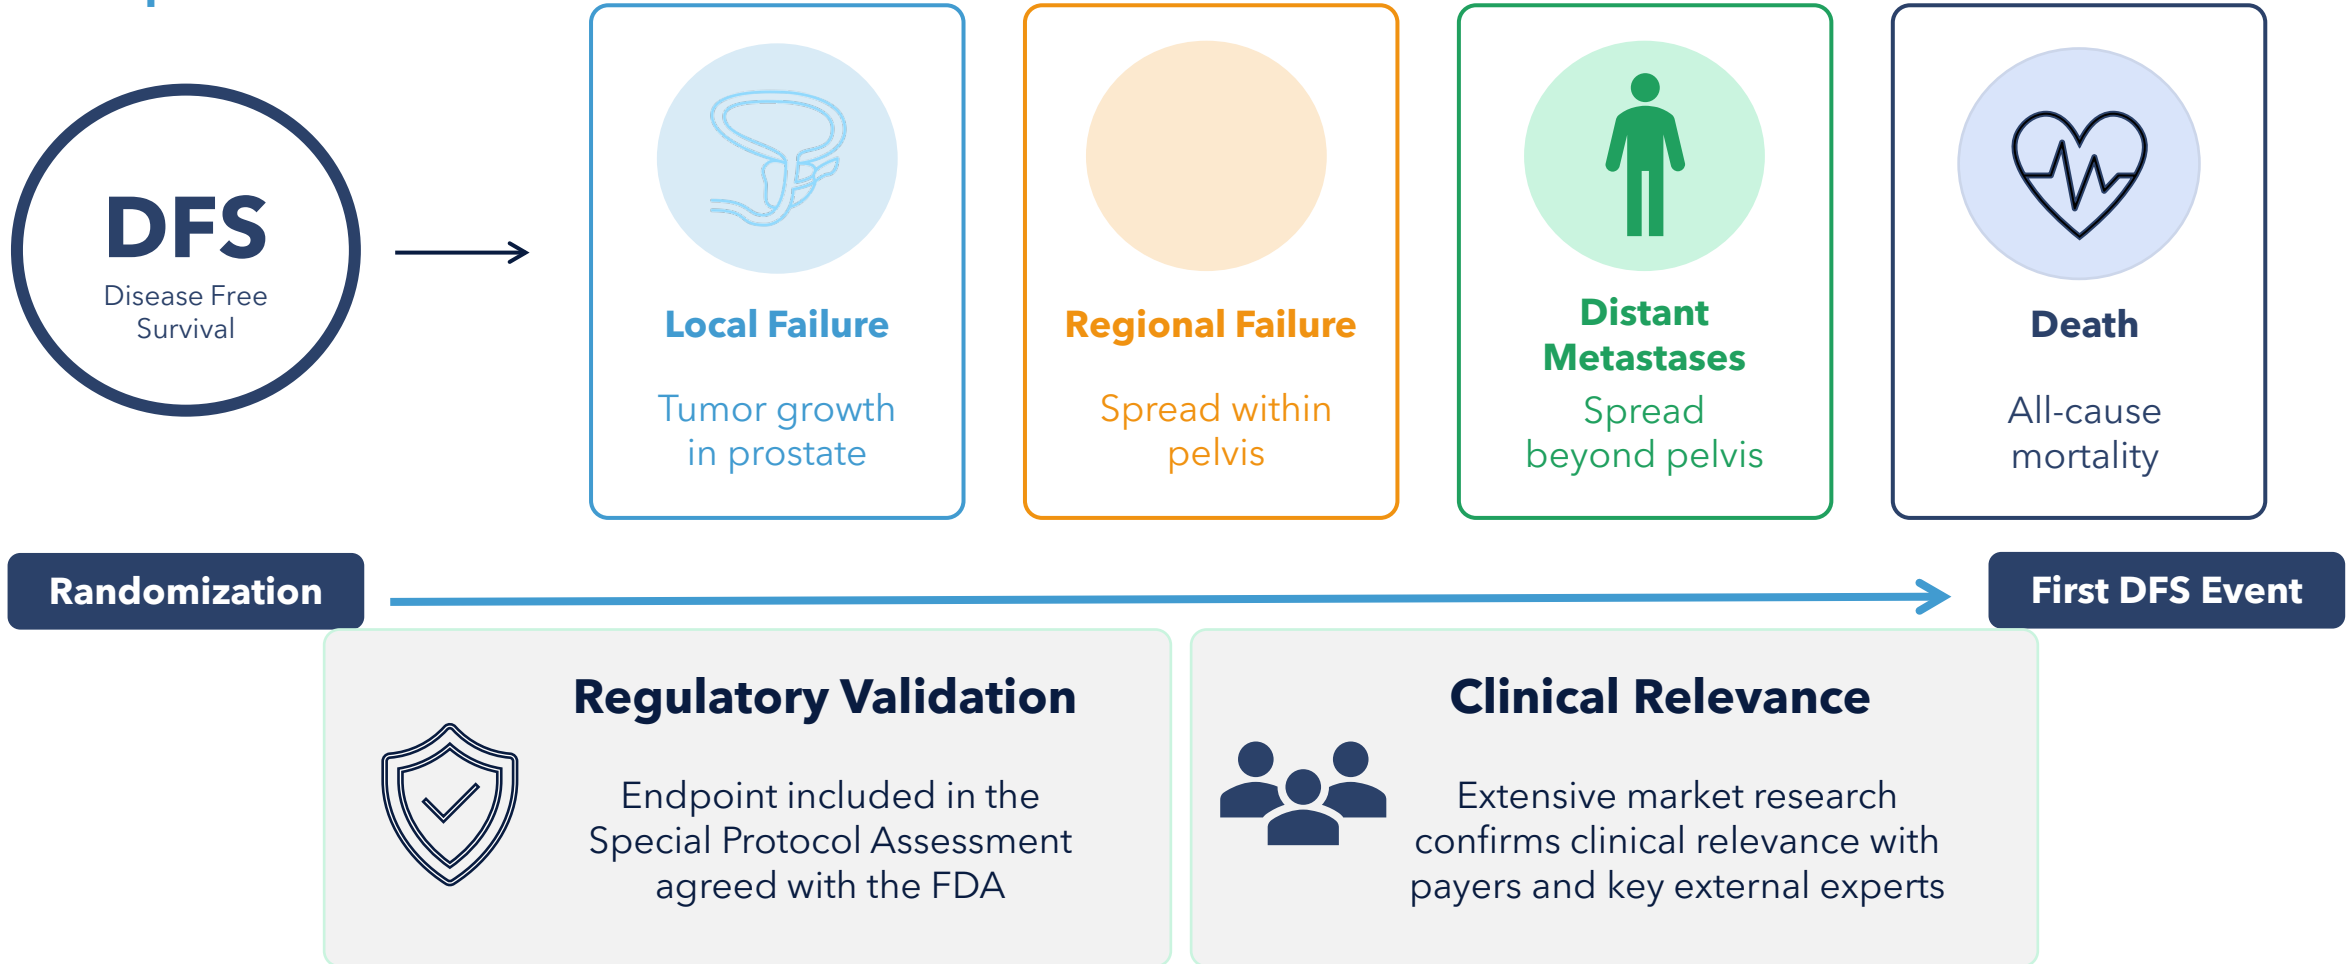 DFS
Disease Free
Survival
Local Failure
Tumor growth
in prostate
Regional Failure
Spread within
pelvis
Distant
Metastases
Spread
beyond pelvis
Death
All-cause
mortality
Randomization
First DFS Event
Regulatory Validation
Endpoint included in the
Special Protocol Assessment
agreed with the FDA
Clinical Relevance
Extensive market research
confirms clinical relevance with
payers and key external experts